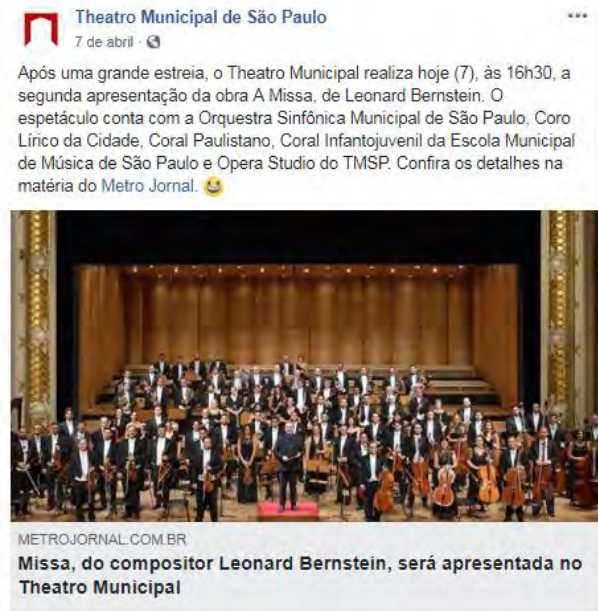 Theatro Municipal de São Paulo
7 de abril ·
Após uma grande estreia, o Theatro Municipal realiza hoje (7), às 16h30, a
segunda apresentação da obra A Missa, de Leonard Bernstein. O
espetáculo conta com a Orquestra Sinfônica Municipal de São Paulo, Coro
Lírico da Cidade, Coral Paulistano, Coral Infantojuvenil da Escola Municipal
de Música de São Paulo e Opera Studio do TMSP. Confira os detalhes na
matéria do Metro Jornal. 😄
METROJORNAL.COM.BR
Missa, do compositor Leonard Bernstein, será apresentada no
Theatro Municipal